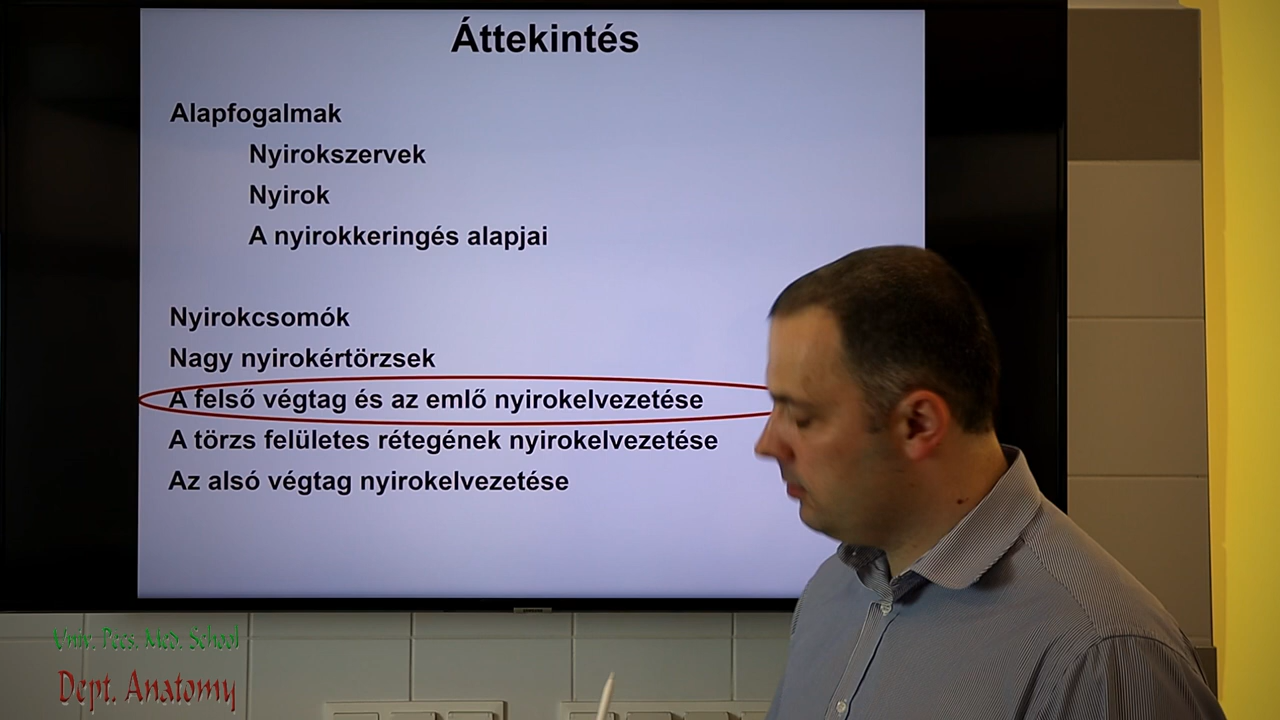 Áttekintés
Alapfogalmak
Nyirokszervek
Nyirok
A nyirokkeringés alapjai
Nyirokcsomók
Nagy nyirokértörzsek
A felső végtag és az emlő nyirokelvezetése
A törzs felületes rétegének nyirokelvezetése
Az alsó végtag nyirokelvezetése
Univ. Pecs. Med. School
Dept. Anatomy